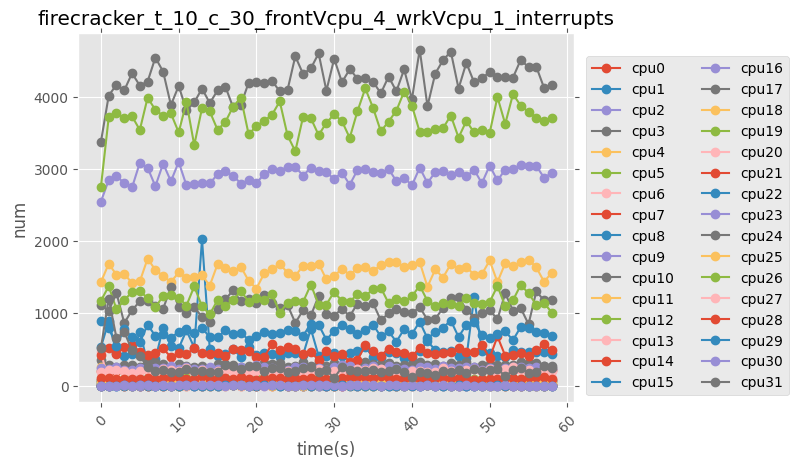 firecracker_t_10_c_30_frontVcpu_4_wrkVcpu_1_interrupts
num
4000
3000
2000
1000
0
0
10
20
30
40
50
60
time(s)
cpu0
cpu1
cpu2
cpu3
cpu4
cpu5
cpu6
cpu7
cpu8
cpu9
cpu10
cpu11
cpu12
cpu13
cpu14
cpu15
cpu16
cpu17
cpu18
cpu19
cpu20
cpu21
cpu22
cpu23
cpu24
cpu25
cpu26
cpu27
cpu28
cpu29
cpu30
cpu31